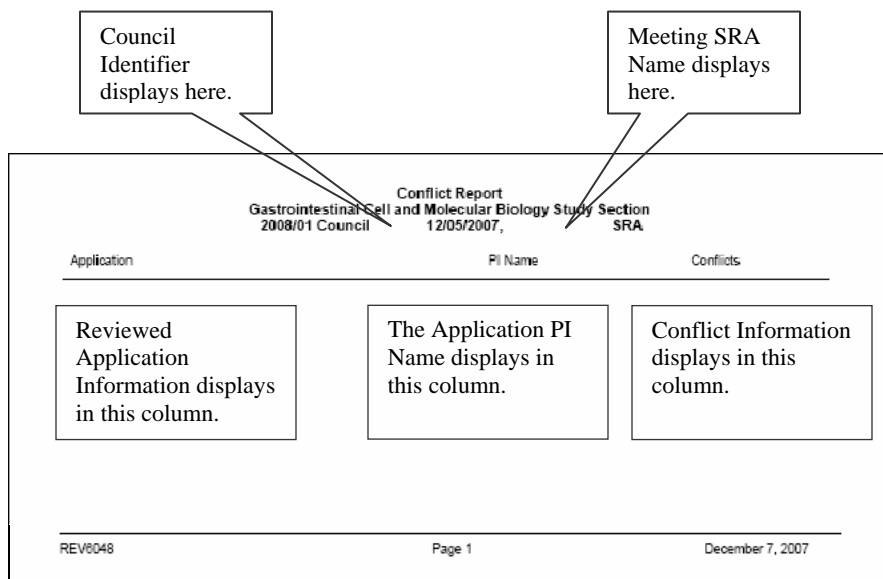 Council
Identifier
displays here.
Meeting SRA
Name displays
here.
Conflict Report
Gastrointestinal Cell and Molecular Biology Study Section
2008/01 Council 12/05/2007, SRA
Application PI Name Conflicts
Reviewed
Application
Information displays
in this column.
The Application PI
Name displays in
this column.
Conflict Information
displays in this
column.
REV6048 Page 1 December 7, 2007